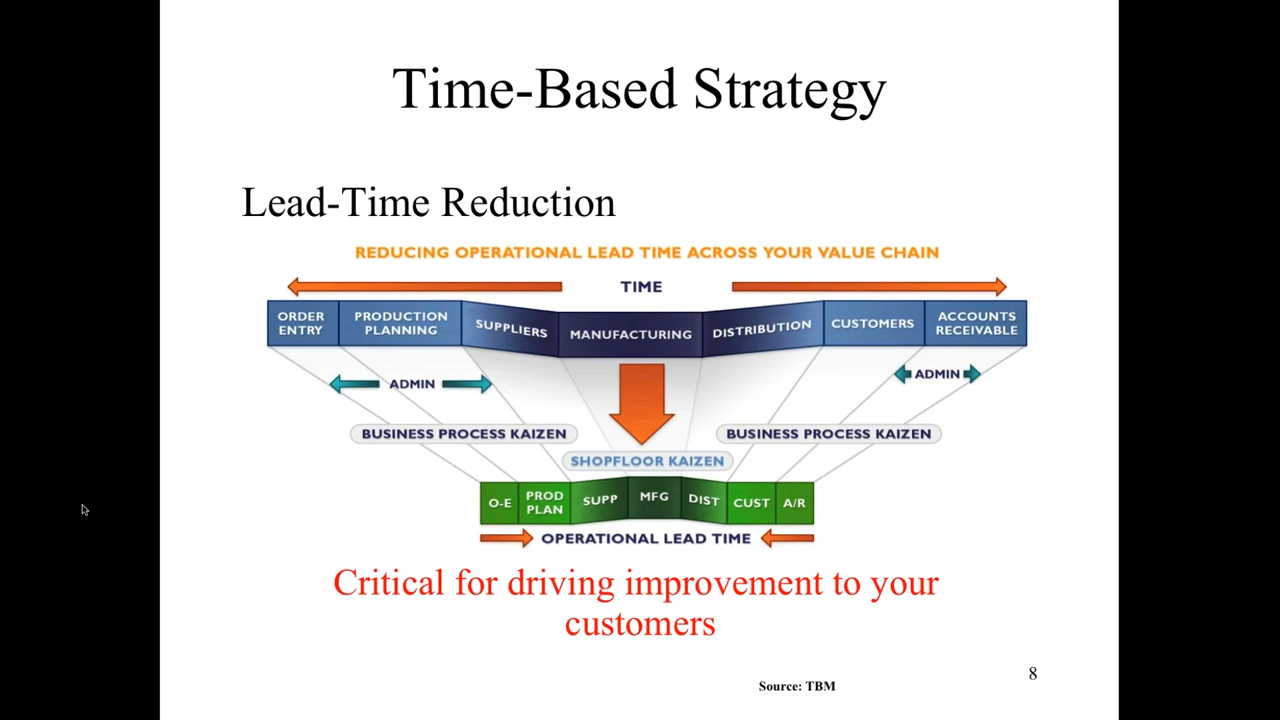 Time-Based Strategy
Lead-Time Reduction
REDUCING OPERATIONAL LEAD TIME ACROSS YOUR VALUE CHAIN
TIME
ORDER
ENTRY
PRODUCTION
PLANNING
SUPPLIERS
MANUFACTURING
DISTRIBUTION
CUSTOMERS
ACCOUNTS
RECEIVABLE
ADMIN
ADMIN
BUSINESS PROCESS KAIZEN
BUSINESS PROCESS KAIZEN
SHOPFLOOR KAIZEN
O-E
PROD
PLAN
SUPP
MFG
DIST
CUST
A/R
OPERATIONAL LEAD TIME
Critical for driving improvement to your
customers
Source: TBM
8